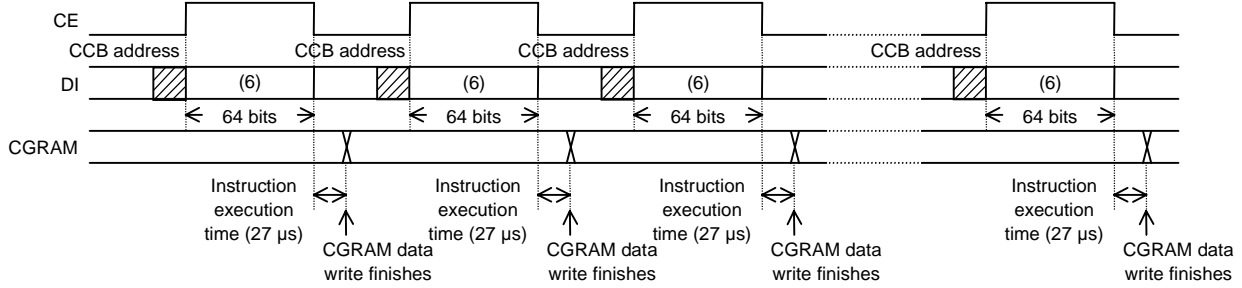 CE
CCB address CCB address CCB address CCB address
DI (6) (6) (6) (6)
64 bits 64 bits 64 bits 64 bits
CGRAM
Instruction Instruction Instruction Instruction
execution execution execution execution
time (27 µs) time (27 µs) time (27 µs) time (27 µs)
CGRAM data CGRAM data CGRAM data CGRAM data
write finishes write finishes write finishes write finishes